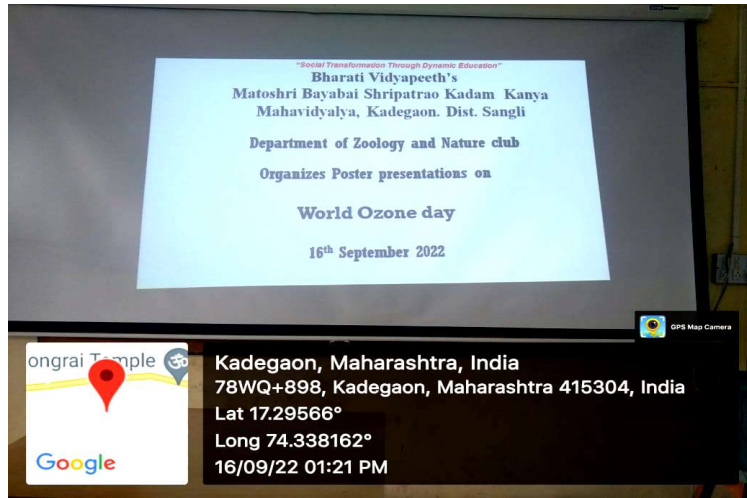 "Social Transformation Through Dynamic Education"
Bharati Vidyapeeth's
Matoshri Bayabai Shripatrao Kadam Kanya
Mahavidyalya, Kadegaon. Dist. Sangli
Department of Zoology and Nature club
Organizes Poster presentations on
World Ozone day
16th September 2022
GPS Map Camera
ongrai Temple
Google
Kadegaon, Maharashtra, India
78WQ+898, Kadegaon, Maharashtra 415304, India
Lat 17.29566°
Long 74.338162°
16/09/22 01:21 PM